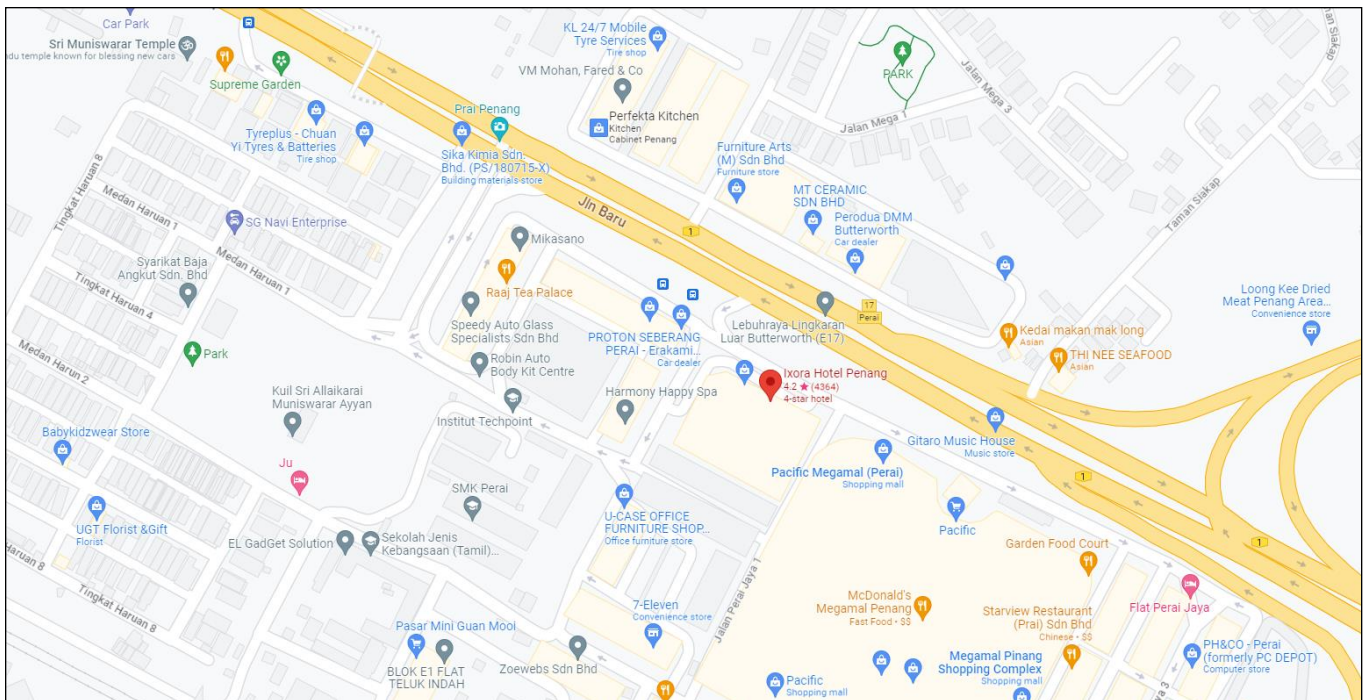 Car Park
Sri Muniswarar Temple
du temple known for blessing new cars
Supreme Garden
Tyreplus - Chuan
Yi Tyres & Batteries
Tire shop
KL 24/7 Mobile
Tyre Services
Tire shop
VM Mohan, Fared & Co
Perfekta Kitchen
Kitchen
Cabinet Penang
Prai Penang
Sika Kimia Sdn.
Bhd. (PS/180715-X)
Building materials store
PARK
Jalan Mega 3
Jalan Mega 1
Taman Siakap
man Siakap
Furniture Arts
(M) Sdn Bhd
Furniture store
MT CERAMIC
SDN BHD
Perodua DMM
Butterworth
Car dealer
Tingkat Haruan 8
Medan Haruan 1
SG Navi Enterprise
Syarikat Baja
Angkut Sdn. Bhd
Medan Haruan 1
Tingkat Haruan 4
Medan Harun 2
Park
Jln Baru
1
Mikasano
Raaj Tea Palace
Speedy Auto Glass
Specialists Sdn Bhd
Robin Auto
Body Kit Centre
PROTON SEBERANG
PERAI - Erakami...
Car dealer
Lebuhraya Lingkaran
Luar Butterworth (E17)
17
Perai
Kedai makan mak long
Asian
THI NEE SEAFOOD
Asian
Loong Kee Dried
Meat Penang Area...
Convenience store
Ixora Hotel Penang
4.2 ★ (4364)
4-star hotel
Harmony Happy Spa
Kuil Sri Allaikarai
Muniswarar Ayyan
Institut Techpoint
Babykidzwear Store
Ju
Gitaro Music House
Music store
1
Pacific Megamal (Perai)
Shopping mall
SMK Perai
UGT Florist &Gift
Florist
U-CASE OFFICE
FURNITURE SHOP...
Office furniture store
Pacific
1
EL GadGet Solution
Sekolah Jenis
Kebangsaan (Tamil)...
Garden Food Court
Haruan 8
Tingkat Haruan 8
Jalan Perai Jaya 1
McDonald's
Megamal Penang
Fast Food • $$
Starview Restaurant
(Prai) Sdn Bhd
Chinese • $$
Flat Perai Jaya
7-Eleven
Convenience store
Pasar Mini Guan Mooi
BLOK E1 FLAT
TELUK INDAH
Zoewebs Sdn Bhd
Megamal Pinang
Shopping Complex
Shopping mall
PH&CO - Perai
(formerly PC DEPOT)
Computer store
Pacific
Shopping mall